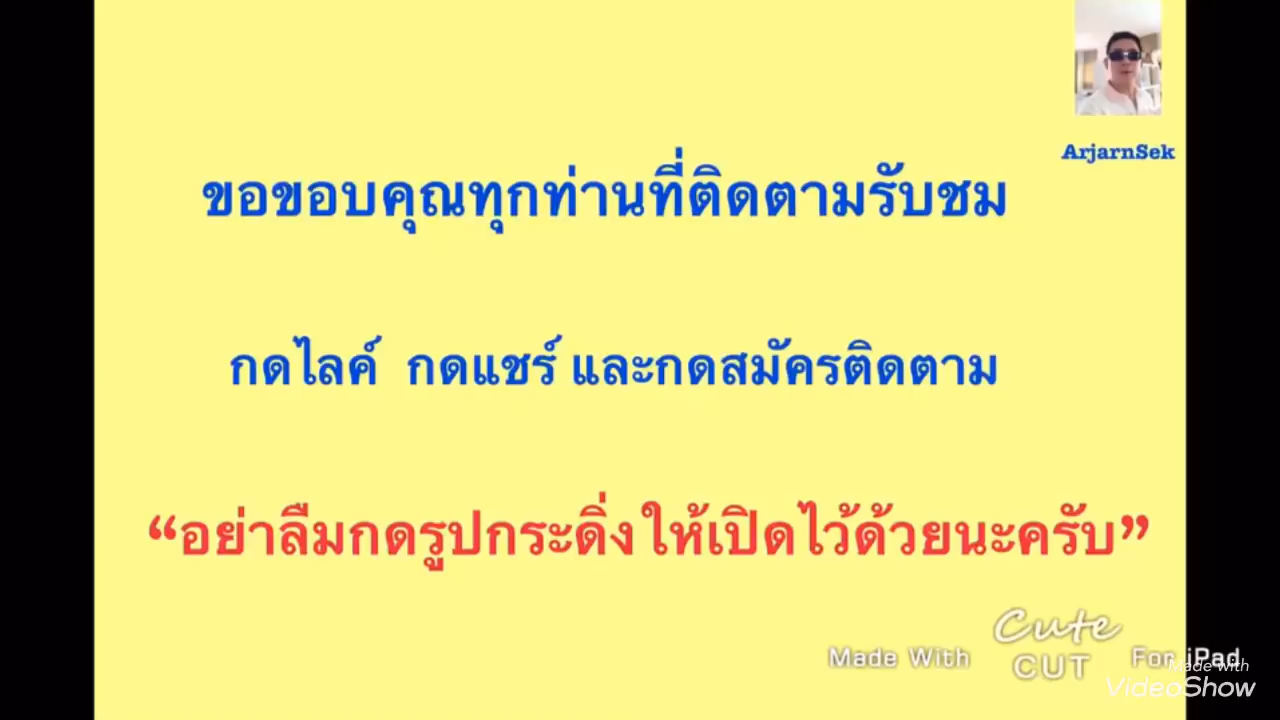 ArjarnSek
ขอขอบคุณทุกท่านที่ติดตามรับชม
กดไลค์ กดแชร์ และกดสมัครติดตาม
“อย่าลืมกดรูปกระดิ่งให้เปิดไว้ด้วยนะครับ”
Made With Cute CUT For iPad
Made with
VideoShow